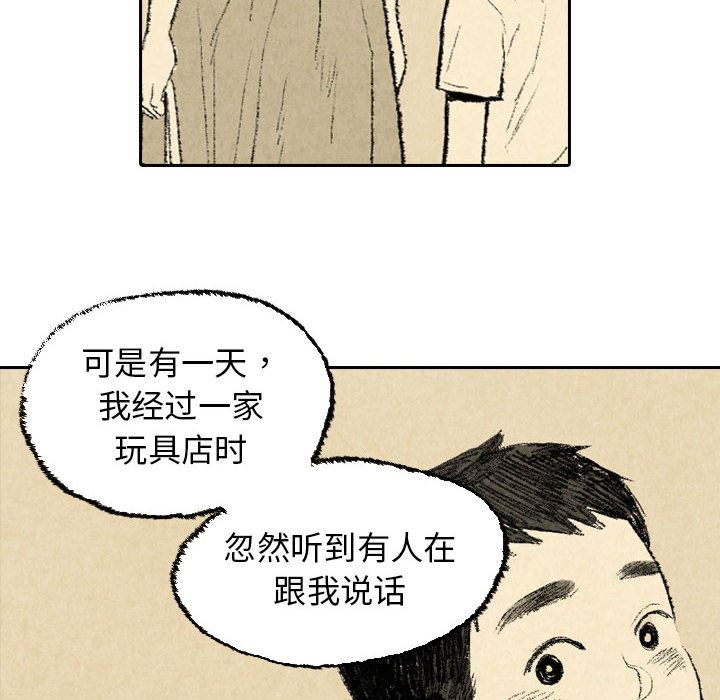 可是有一天，
我经过一家
玩具店时
忽然听到有人在
跟我说话